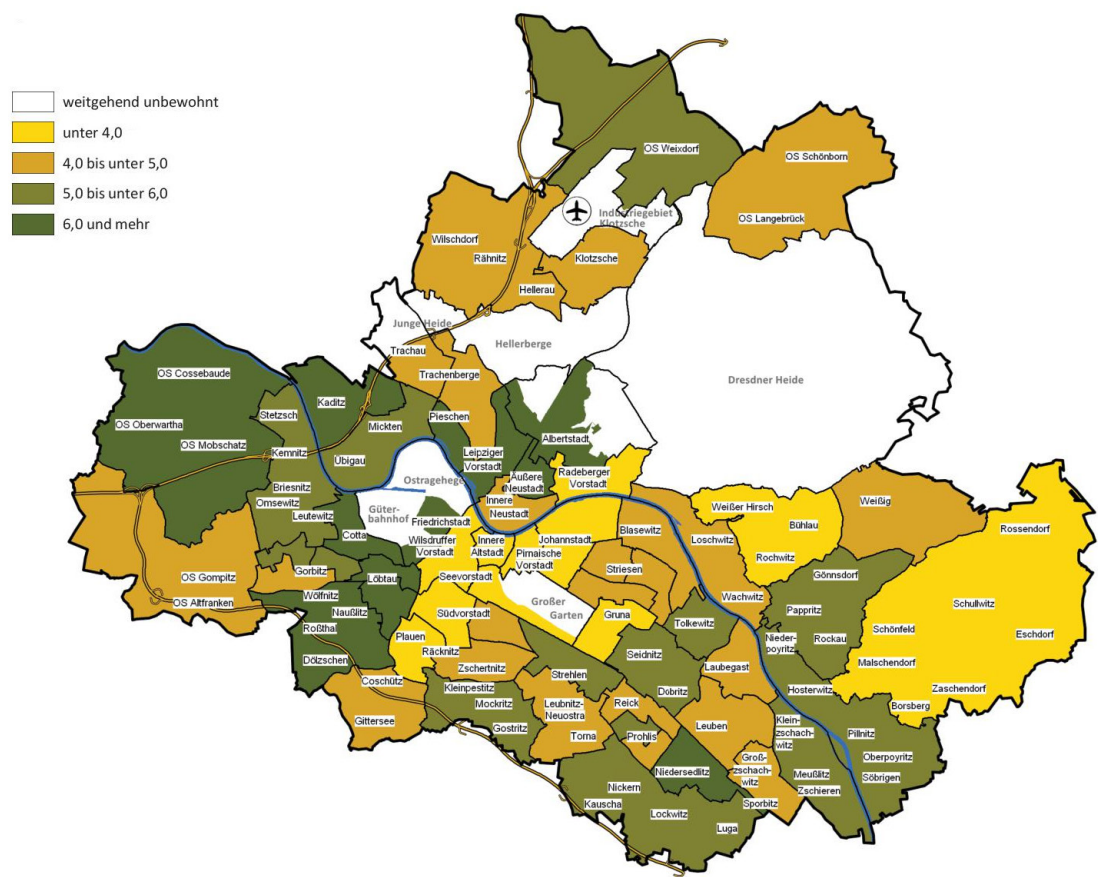 weitgehend unbewohnt
unter 4,0
4,0 bis unter 5,0
5,0 bis unter 6,0
6,0 und mehr
OS Weixdorf
OS Schönborn
OS Langebrück
Industriegebiet
Klotzsche
Wilschdorf
Rähnitz
Klotzsche
Hellerau
Junge Heide
Hellerberge
Trachau
Trachenberge
Dresdner Heide
OS Cossebaude
Kaditz
OS Oberwartha
Stetzsch
Pieschen
Mickten
OS Mobschatz
Albertstadt
Kemnitz
Übigau
Leipziger
Vorstadt
Radeberger
Vorstadt
Äußere
Neustadt
Ostragehege
Briesnitz
Omsewitz
Innere
Neustadt
Weißer Hirsch
Weißig
Güter-
bahnhof
Leutewitz
Friedrichstadt
Bühlau
Rossendorf
Blasewitz
Cotta
Wilsdruffer
Vorstadt
Innere
Altstadt
Johannstadt
Loschwitz
Pirnaische
Vorstadt
Rochwitz
OS Gompitz
Gorbitz
Löbtau
Seevorstadt
Striesen
Gönnsdorf
Wölfnitz
Wachwitz
OS Altfranken
Naußlitz
Großer
Garten
Schullwitz
Südvorstadt
Gruna
Pappritz
Roßthal
Tolkewitz
Schönfeld
Eschdorf
Plauen
Nieder-
poyritz
Rockau
Räcknitz
Dölzschen
Seidnitz
Malschendorf
Zschertnitz
Laubegast
Coschütz
Strehlen
Kleinpestitz
Dobritz
Hosterwitz
Zaschendorf
Mockritz
Leubnitz-
Neuostra
Reick
Borsberg
Gittersee
Gostritz
Leuben
Klein-
zschach-
witz
Pillnitz
Torna
Prohlis
Oberpoyritz
Groß-
zschach-
witz
Niedersedlitz
Meußlitz
Söbrigen
Nickern
Zschieren
Kauscha
Sporbitz
Lockwitz
Luga